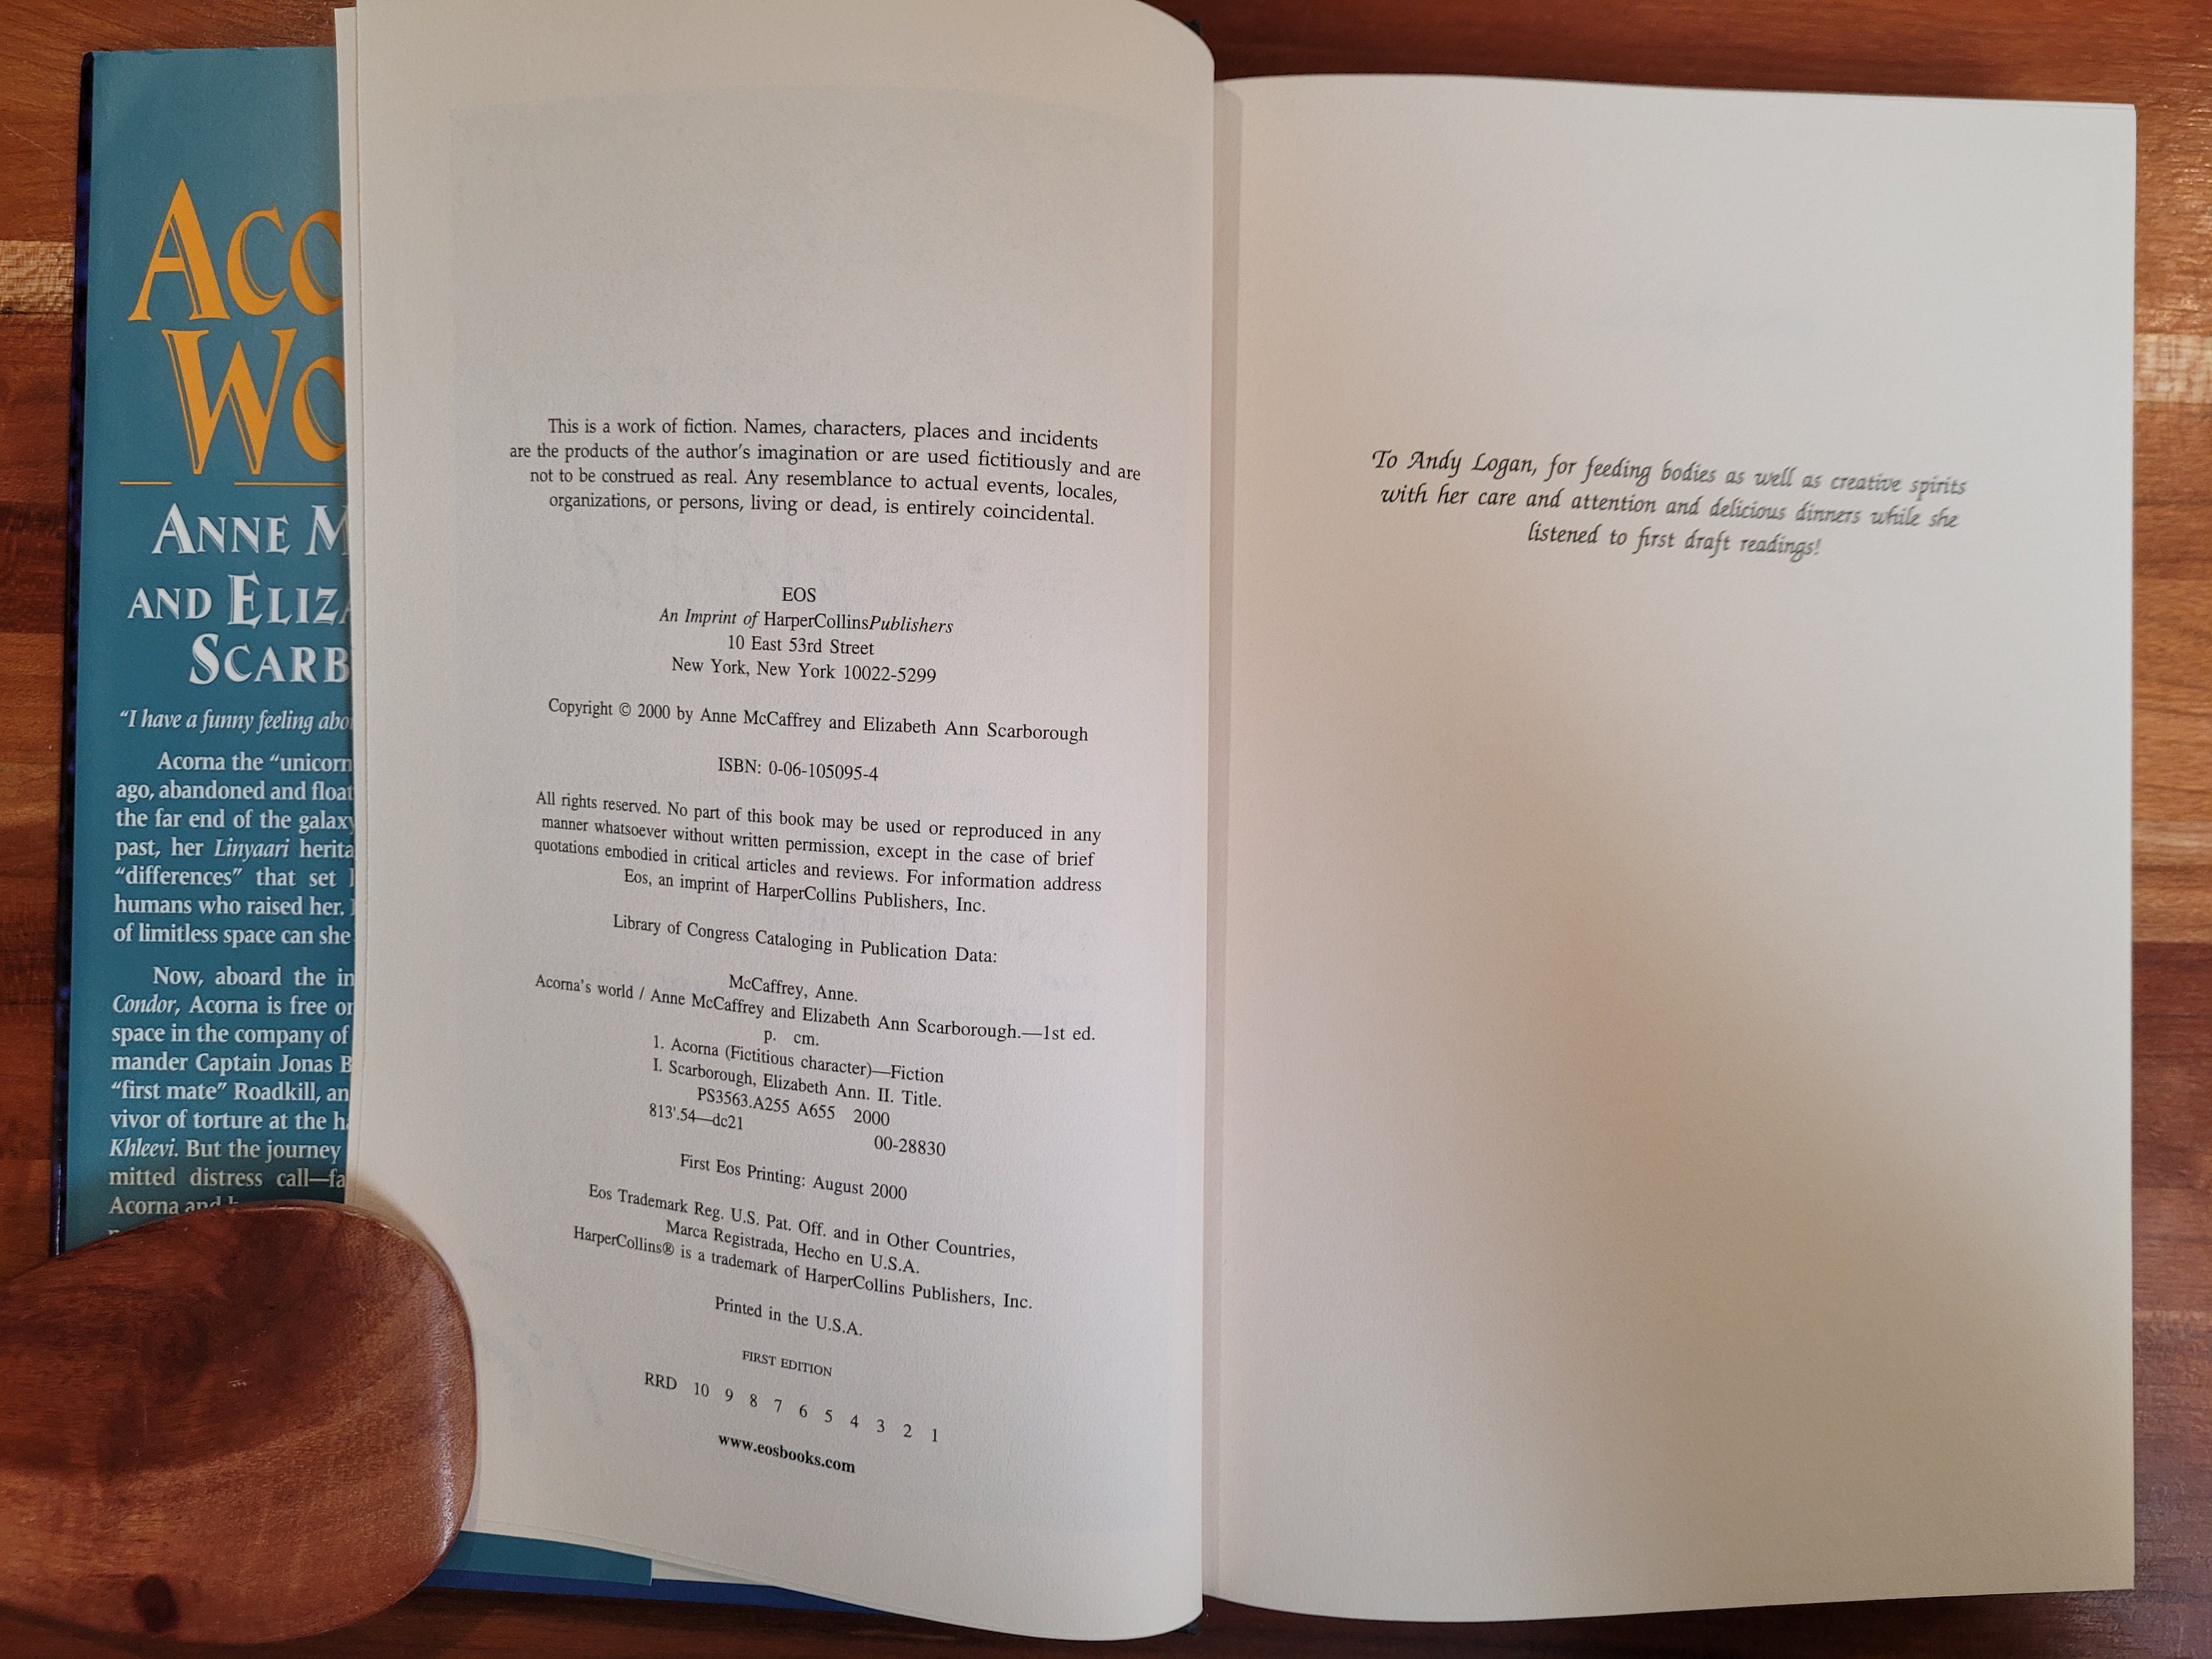 ACO
WO
ANNE M
AND ELIZA
SCARB
“I have a funny feeling abo
Acorna the “unicorn
ago, abandoned and float
the far end of the galaxy
past, her Linyaari herita
“differences” that set
humans who raised her.
of limitless space can she
Now, aboard the in
Condor, Acorna is free or
space in the company of
mander Captain Jonas B
“first mate” Roadkill, an
vivor of torture at the ha
Khleevi. But the journey
mitted distress call—fa
Acorna and
This is a work of fiction. Names, characters, places and incidents
are the products of the author’s imagination or are used fictitiously and are
not to be construed as real. Any resemblance to actual events, locales,
organizations, or persons, living or dead, is entirely coincidental.
EOS
An Imprint of HarperCollinsPublishers
10 East 53rd Street
New York, New York 10022-5299
Copyright © 2000 by Anne McCaffrey and Elizabeth Ann Scarborough
ISBN: 0-06-105095-4
All rights reserved. No part of this book may be used or reproduced in any
manner whatsoever without written permission, except in the case of brief
quotations embodied in critical articles and reviews. For information address
Eos, an imprint of HarperCollins Publishers, Inc.
Library of Congress Cataloging in Publication Data:
McCaffrey, Anne.
Acorna’s world / Anne McCaffrey and Elizabeth Ann Scarborough.—1st ed.
p. cm.
1. Acorna (Fictitious character)—Fiction
I. Scarborough, Elizabeth Ann. II. Title.
PS3563.A255 A655 2000
813'.54—dc21
00-28830
First Eos Printing: August 2000
Eos Trademark Reg. U.S. Pat. Off. and in Other Countries,
Marca Registrada, Hecho en U.S.A.
HarperCollins® is a trademark of HarperCollins Publishers, Inc.
Printed in the U.S.A.
FIRST EDITION
RRD 10 9 8 7 6 5 4 3 2 1
www.eosbooks.com
To Andy Logan, for feeding bodies as well as creative spirits
with her care and attention and delicious dinners while she
listened to first draft readings!